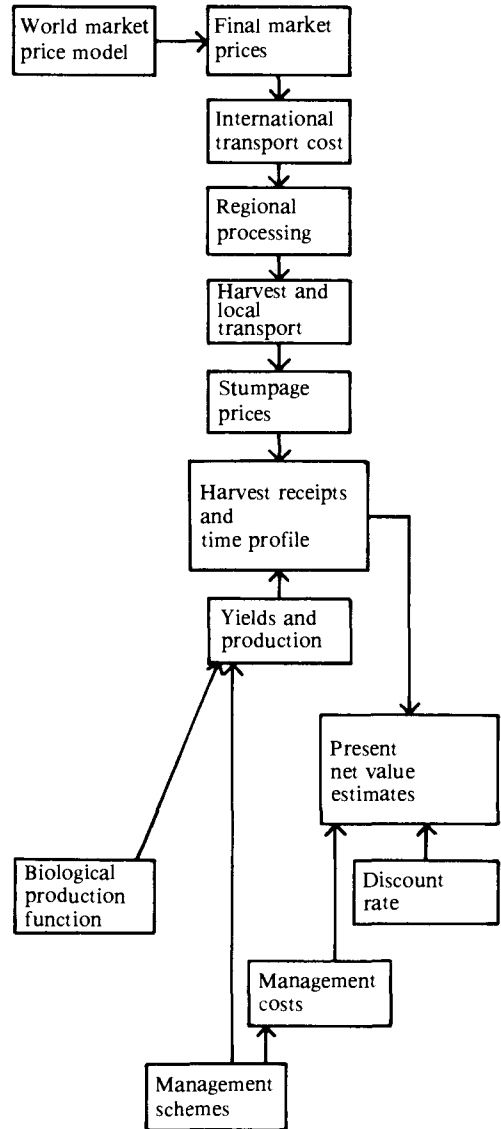 World market
price model
Final market
prices
International
transport cost
Regional
processing
Harvest and
local
transport
Stumpage
prices
Harvest receipts
and
time profile
Yields and
production
Present
net value
estimates
Biological
production
function
Discount
rate
Management
costs
Management
schemes